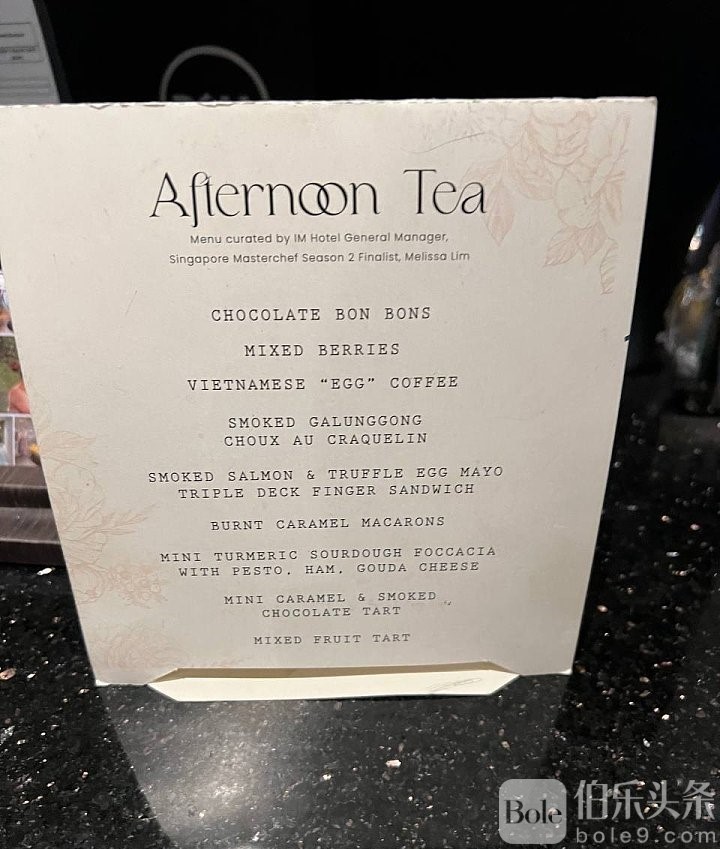 Afternoon Tea
Menu curated by IM Hotel General Manager,
Singapore Masterchef Season 2 Finalist, Melissa Lim
CHOCOLATE BON BONS
MIXED BERRIES
VIETNAMESE "EGG" COFFEE
SMOKED GALUNGGONG
CHOUX AU CRAQUELIN
SMOKED SALMON & TRUFFLE EGG MAYO
TRIPLE DECK FINGER SANDWICH
BURNT CARAMEL MACARONS
MINI TURMERIC SOURDOUGH FOCCACIA
WITH PESTO, HAM, GOUDA CHEESE
MINI CARAMEL & SMOKED
CHOCOLATE TART
MIXED FRUIT TART
Bole 伯乐头条
bole9.com